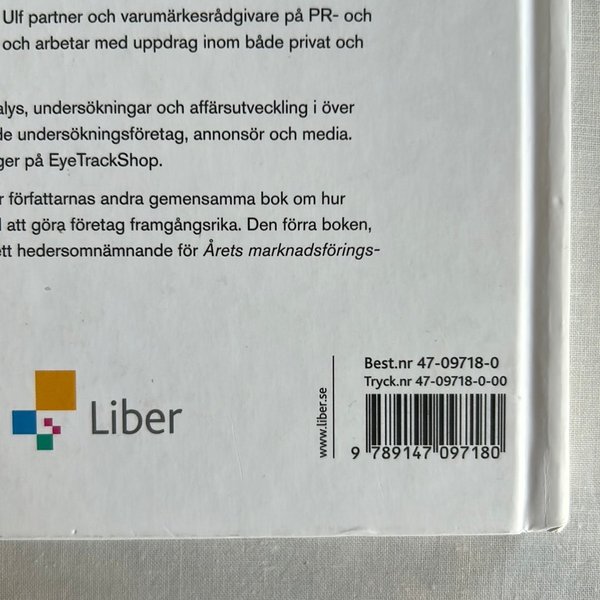 Ulf partner och varumärkesrådgivare på PR- och
och arbetar med uppdrag inom både privat och
undersökningar och affärsutveckling i över
undersökningsföretag, annonsör och media.
på EyeTrackShop.
författarnas andra gemensamma bok om hur
att göra företag framgångsrika. Den förra boken,
ett hedersomnämnande för Årets marknadsförings-
Liber
www.liber.se
Best.nr 47-09718-0
Tryck.nr 47-09718-0-00
9 789147 097180